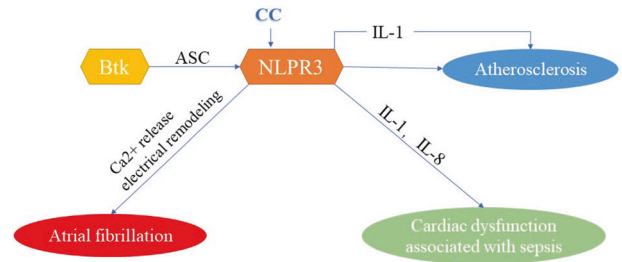 CC
IL-1
Btk
ASC
NLPR3
Atherosclerosis
Ca2+ release
electrical remodeling
IL-1, IL-8
Atrial fibrillation
Cardiac dysfunction
associated with sepsis